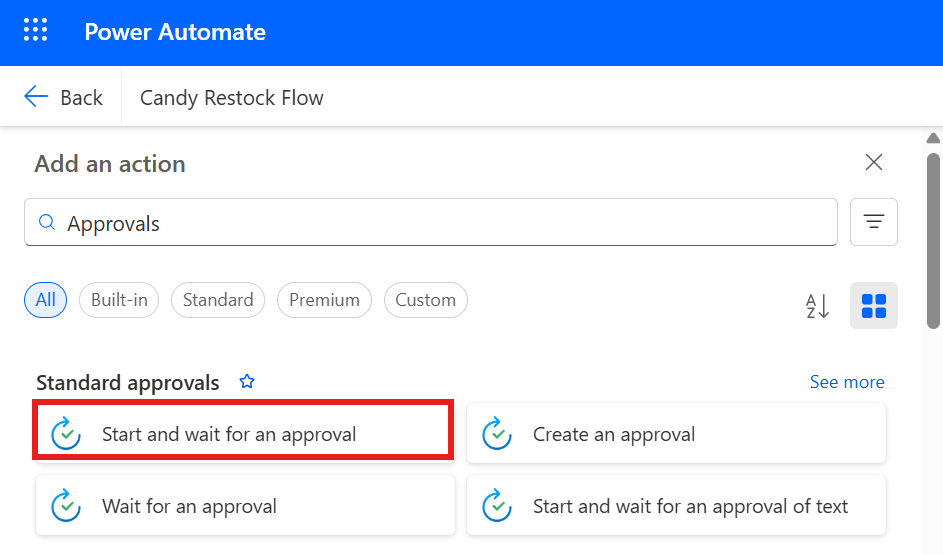 Power Automate
Back
Candy Restock Flow
Add an action
Approvals
All
Built-in
Standard
Premium
Custom
A
Z
Standard approvals
See more
Start and wait for an approval
Create an approval
Wait for an approval
Start and wait for an approval of text